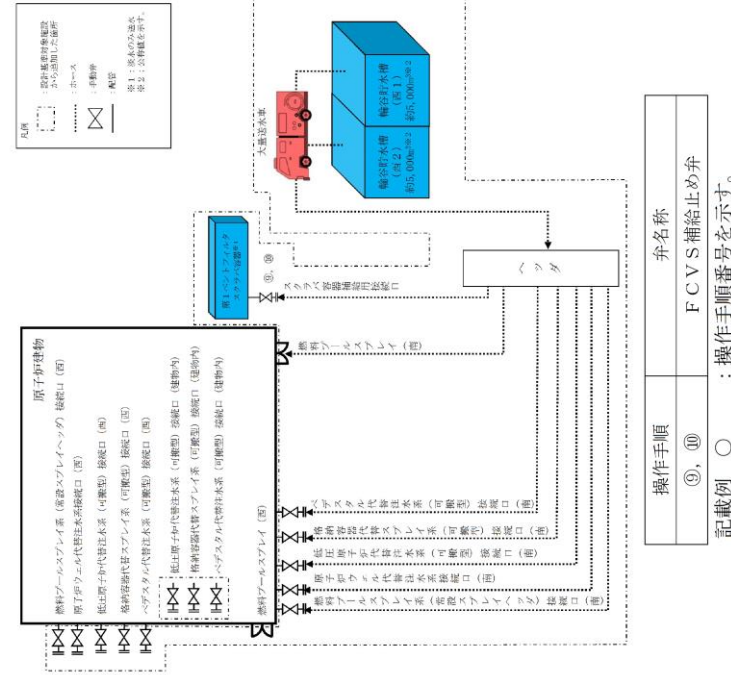 凡例
：設計基準対象施設
から追加した箇所
：ホース
：手動弁
：配管
※1：淡水のみ送水
※2：公称値を示す。
大量送水車
輪谷貯水槽
(西1)
約5,000m³※2
輪谷貯水槽
(西2)
約5,000m³※2
第1ベントフィルタ
スクラバ容器※1
⑨, ⑩
スクラバ容器補給用接続口
ヘッダ
原子炉建物
燃料プールスプレイ系(常設スプレイヘッダ)接続口(西)
原子炉ウェル代替注水系接続口(西)
低圧原子炉代替注水系(可搬型)接続口(西)
格納容器代替スプレイ系(可搬型)接続口(西)
ペデスタル代替注水系(可搬型)接続口(西)
低圧原子炉代替注水系(可搬型)接続口(建物内)
格納容器代替スプレイ系(可搬型)接続口(建物内)
ペデスタル代替注水系(可搬型)接続口(建物内)
燃料プールスプレイ(西)
燃料プールスプレイ(南)
ペデスタル代替注水系(可搬型)接続口(南)
格納容器代替スプレイ系(可搬型)接続口(南)
低圧原子炉代替注水系(可搬型)接続口(南)
原子炉ウェル代替注水系接続口(南)
燃料プールスプレイ系(常設スプレイヘッダ)接続口(南)
操作手順 弁名称
⑨, ⑩ FCVS補給止め弁
記載例 ○ ：操作手順番号を示す。